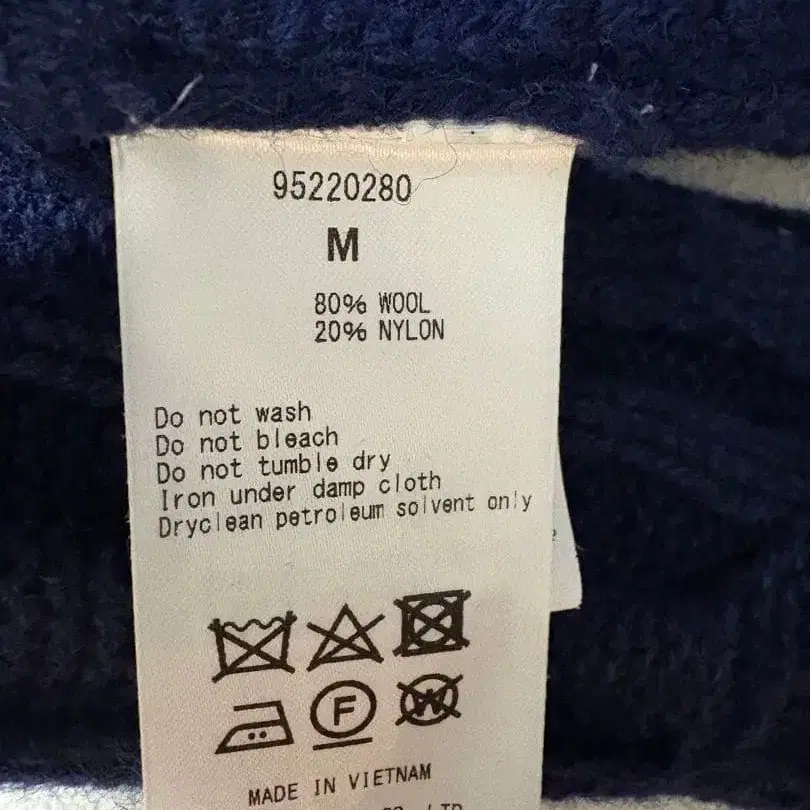 95220280
M
80% WOOL
20% NYLON
Do not wash
Do not bleach
Do not tumble dry
Iron under damp cloth
Dryclean petroleum solvent only
F
W
MADE IN VIETNAM
LTD